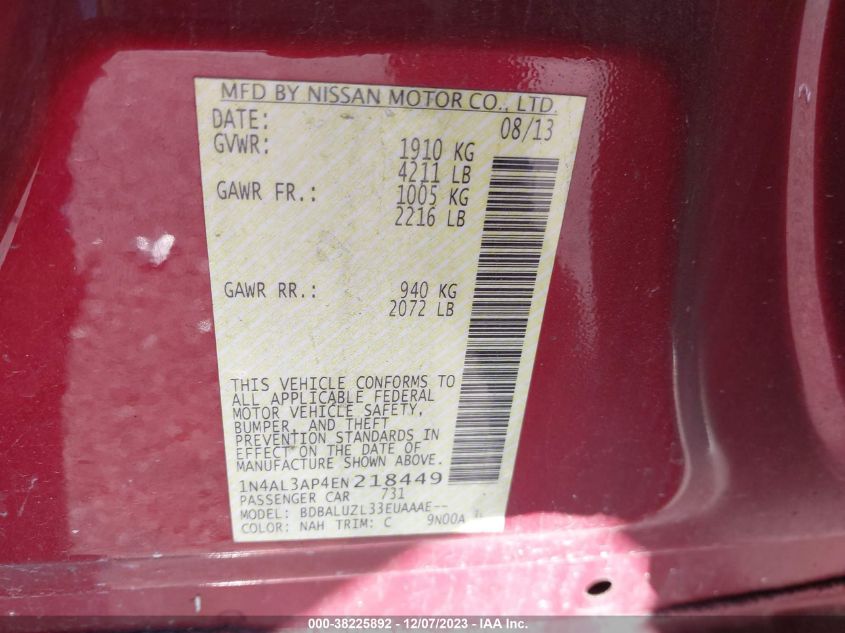 MFD BY NISSAN MOTOR CO., LTD.
DATE: 08/13
GVWR: 1910 KG
4211 LB
GAWR FR.: 1005 KG
2216 LB
GAWR RR.: 940 KG
2072 LB
THIS VEHICLE CONFORMS TO
ALL APPLICABLE FEDERAL
MOTOR VEHICLE SAFETY,
BUMPER, AND THEFT
PREVENTION STANDARDS IN
EFFECT ON THE DATE OF
MANUFACTURE SHOWN ABOVE.
1N4AL3AP4EN218449
PASSENGER CAR 731
MODEL: BDBALUZL33EUAAAE--
COLOR: NAH TRIM: C 9N00A
000-38225892 - 12/07/2023 - IAA Inc.